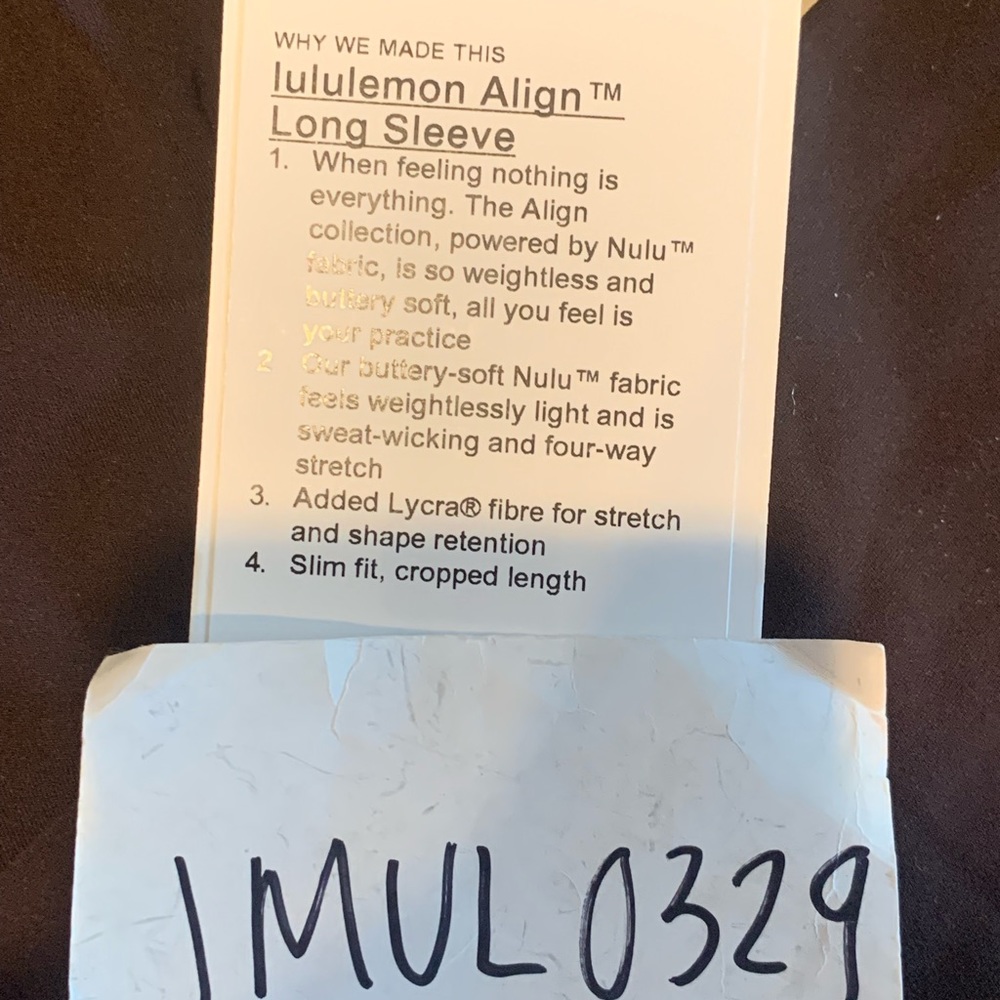 WHY WE MADE THIS
lululemon Align™
Long Sleeve
1. When feeling nothing is
everything. The Align
collection, powered by Nulu™
fabric, is so weightless and
buttery soft, all you feel is
your practice
2 Our buttery-soft Nulu™ fabric
feels weightlessly light and is
sweat-wicking and four-way
stretch
3. Added Lycra® fibre for stretch
and shape retention
4. Slim fit, cropped length
JMUL0329